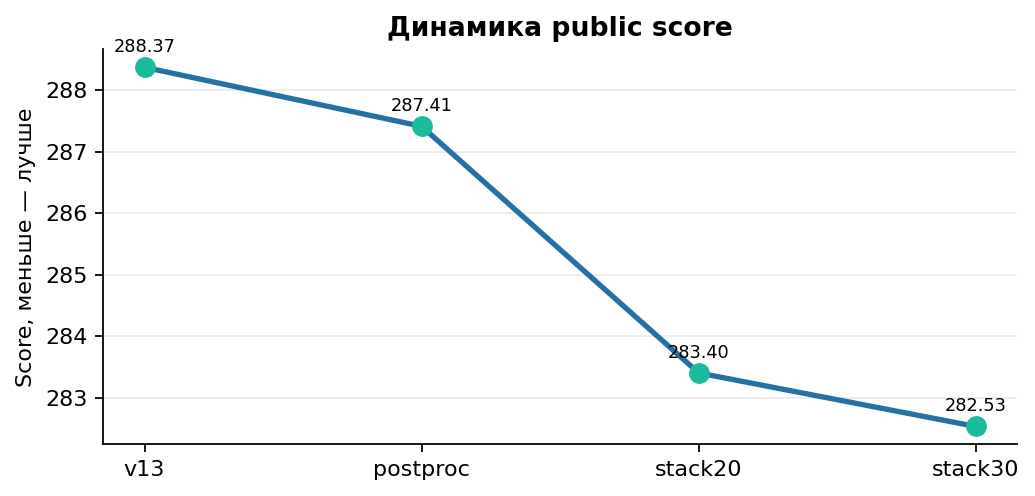 Динамика public score
Score, меньше — лучше
288
287
286
285
284
283
288.37
287.41
283.40
282.53
v13
postproc
stack20
stack30